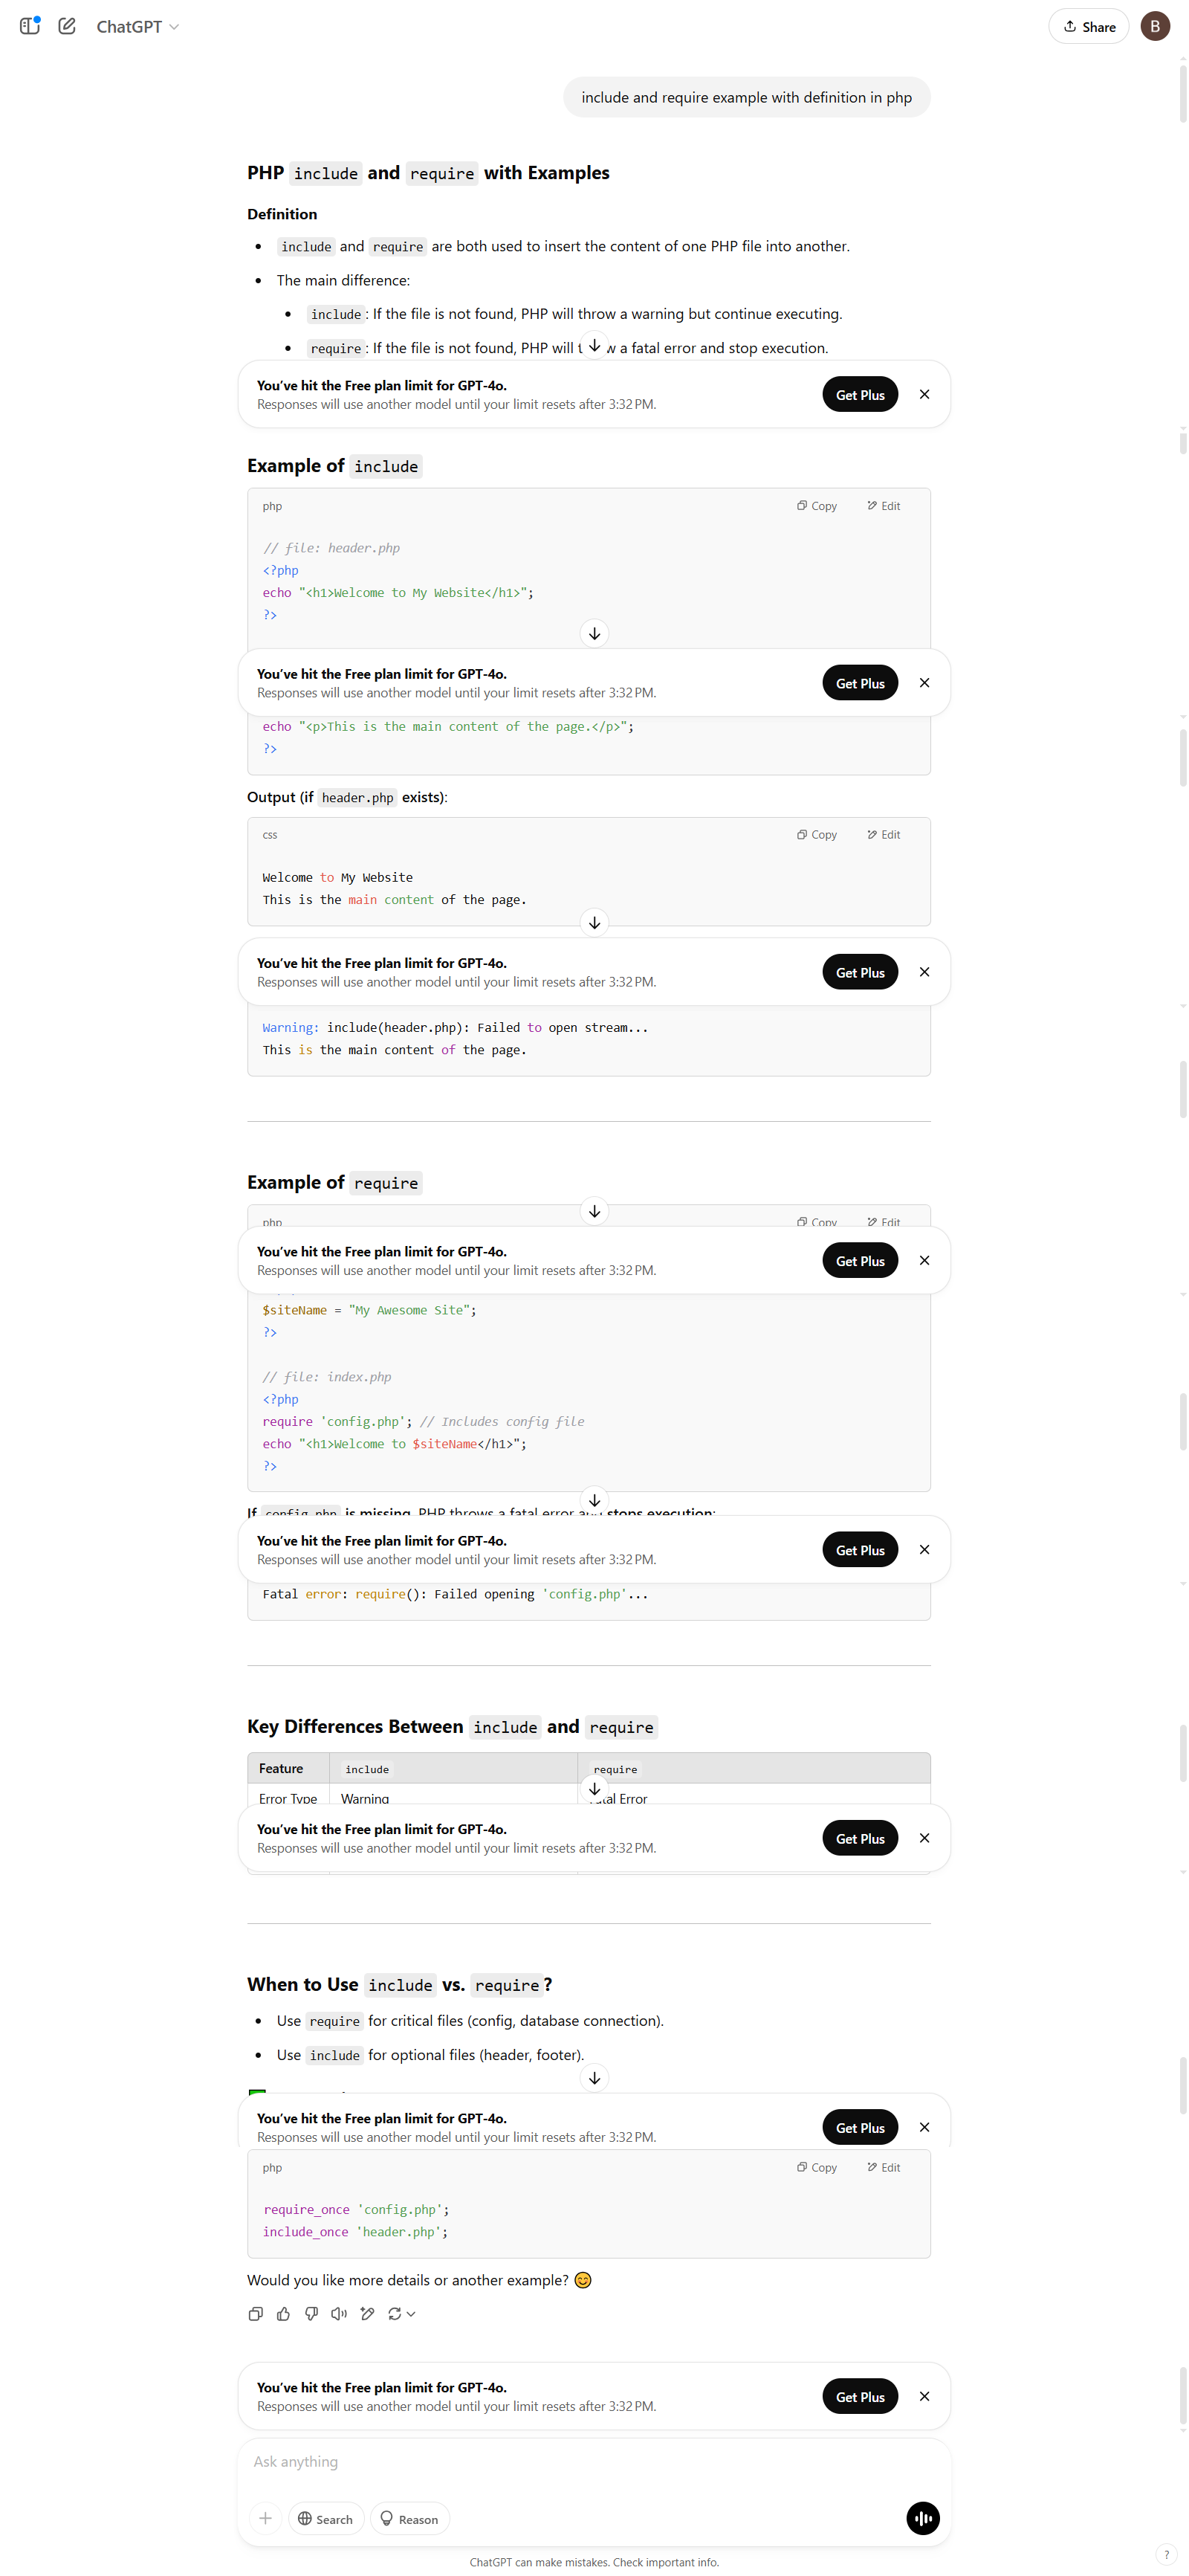 ChatGPT
Share
B
include and require example with definition in php
PHP include and require with Examples
Definition
include and require are both used to insert the content of one PHP file into another.
The main difference:
include: If the file is not found, PHP will throw a warning but continue executing.
require: If the file is not found, PHP will w a fatal error and stop execution.
You've hit the Free plan limit for GPT-4o.
Responses will use another model until your limit resets after 3:32 PM.
Get Plus
Example of include
php
Copy
Edit
// file: header.php
<?php
echo "<h1>Welcome to My Website</h1>";
?>
You've hit the Free plan limit for GPT-4o.
Responses will use another model until your limit resets after 3:32 PM.
Get Plus
echo "<p>This is the main content of the page.</p>";
?>
Output (if header.php exists):
css
Copy
Edit
Welcome to My Website
This is the main content of the page.
You've hit the Free plan limit for GPT-4o.
Responses will use another model until your limit resets after 3:32 PM.
Get Plus
Warning: include(header.php): Failed to open stream...
This is the main content of the page.
Example of require
php
Copy
Edit
You've hit the Free plan limit for GPT-4o.
Responses will use another model until your limit resets after 3:32 PM.
Get Plus
$siteName = "My Awesome Site";
?>
// file: index.php
<?php
require 'config.php'; // Includes config file
echo "<h1>Welcome to $siteName</h1>";
?>
If config.php is missing, PHP throws a fatal error and stops execution:
You've hit the Free plan limit for GPT-4o.
Responses will use another model until your limit resets after 3:32 PM.
Get Plus
Fatal error: require(): Failed opening 'config.php'...
Key Differences Between include and require
Feature include require
Error Type Warning Fatal Error
You've hit the Free plan limit for GPT-4o.
Responses will use another model until your limit resets after 3:32 PM.
Get Plus
When to Use include vs. require?
Use require for critical files (config, database connection).
Use include for optional files (header, footer).
You've hit the Free plan limit for GPT-4o.
Responses will use another model until your limit resets after 3:32 PM.
Get Plus
php
Copy
Edit
require_once 'config.php';
include_once 'header.php';
Would you like more details or another example? 😊
You've hit the Free plan limit for GPT-4o.
Responses will use another model until your limit resets after 3:32 PM.
Get Plus
Ask anything
Search
Reason
ChatGPT can make mistakes. Check important info.
?